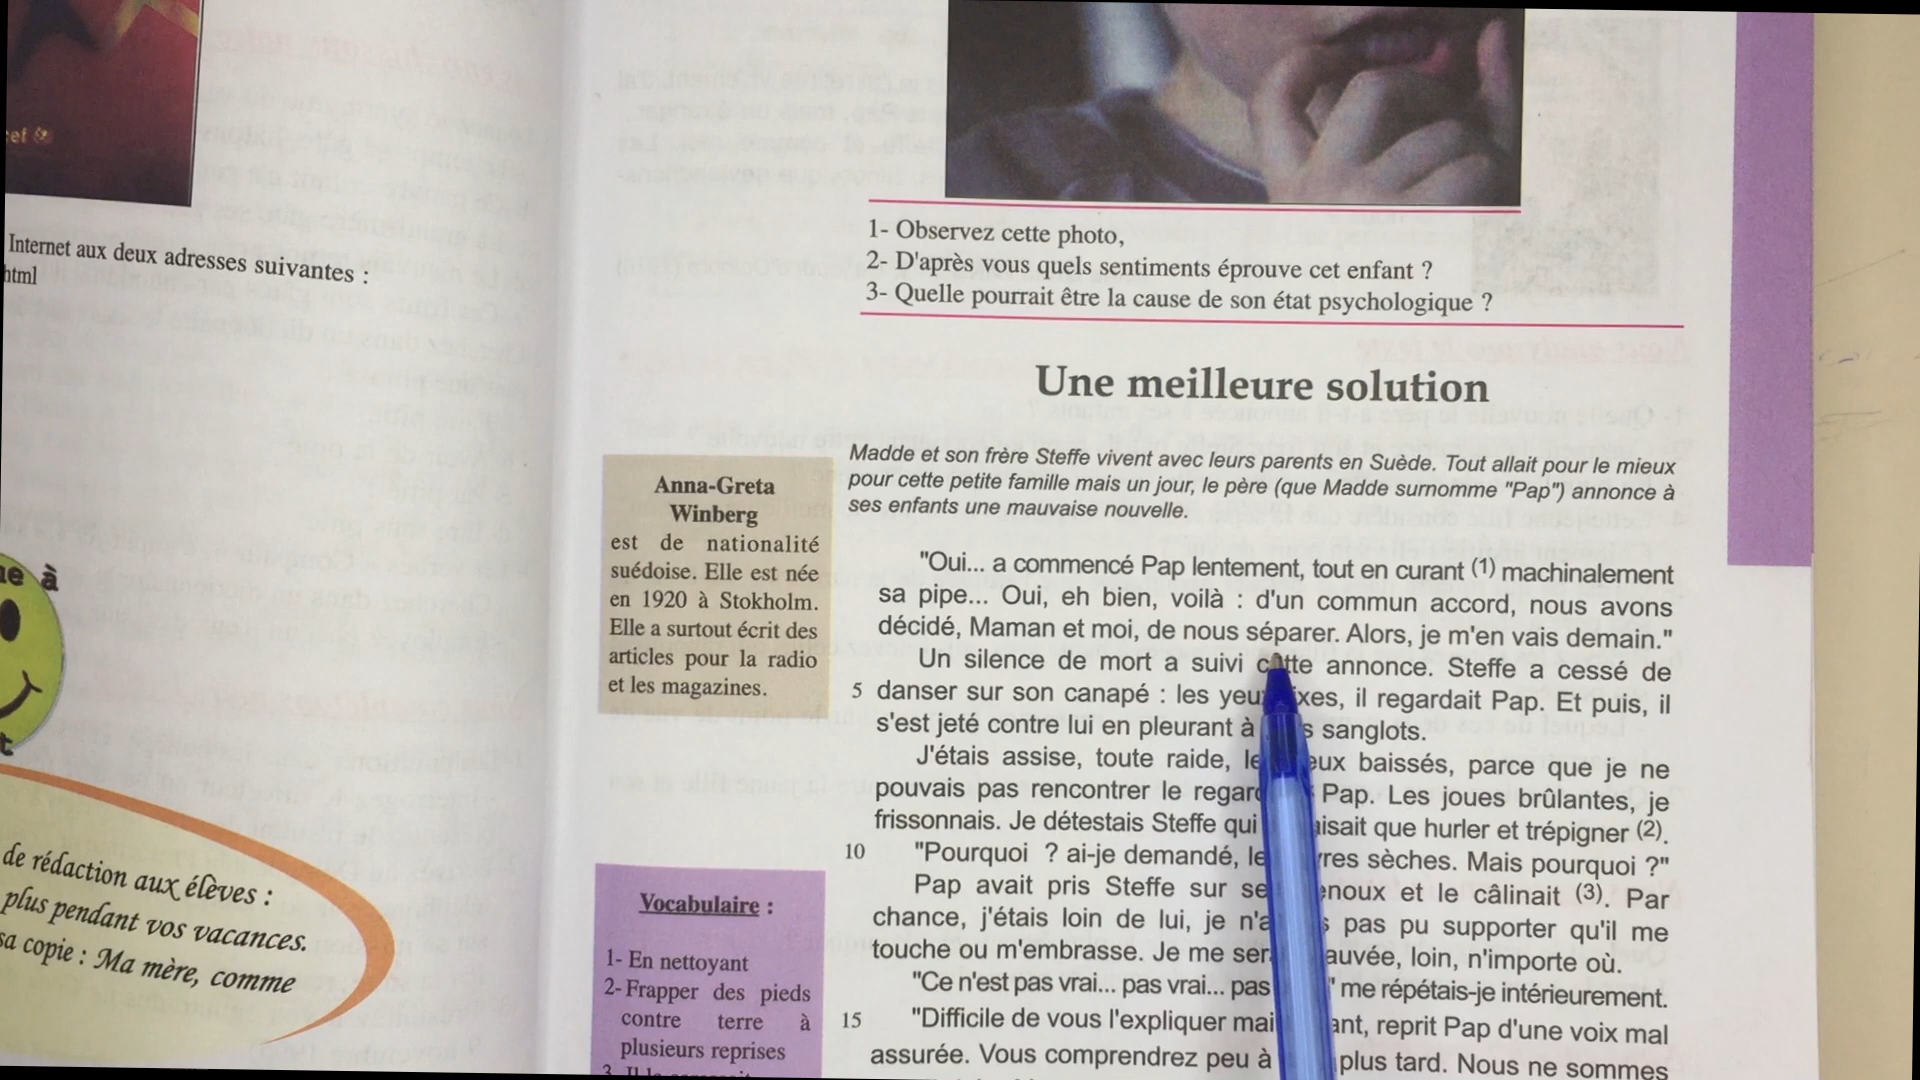 Internet aux deux adresses suivantes :
html
à
de rédaction aux élèves :
plus pendant vos vacances.
sa copie : Ma mère, comme
1- Observez cette photo,
2- D'après vous quels sentiments éprouve cet enfant ?
3- Quelle pourrait être la cause de son état psychologique ?
Une meilleure solution
Madde et son frère Steffe vivent avec leurs parents en Suède. Tout allait pour le mieux
pour cette petite famille mais un jour, le père (que Madde surnomme "Pap") annonce à
ses enfants une mauvaise nouvelle.
Anna-Greta
Winberg
est de nationalité
suédoise. Elle est née
en 1920 à Stokholm.
Elle a surtout écrit des
articles pour la radio
et les magazines.
"Oui... a commencé Pap lentement, tout en curant (1) machinalement
sa pipe... Oui, eh bien, voilà : d'un commun accord, nous avons
décidé, Maman et moi, de nous séparer. Alors, je m'en vais demain."
Un silence de mort a suivi cette annonce. Steffe a cessé de
5 danser sur son canapé : les yeux fixes, il regardait Pap. Et puis, il
s'est jeté contre lui en pleurant à sanglots.
J'étais assise, toute raide, les yeux baissés, parce que je ne
pouvais pas rencontrer le regard Pap. Les joues brûlantes, je
frissonnais. Je détestais Steffe qui faisait que hurler et trépigner (2).
10 "Pourquoi ? ai-je demandé, les lèvres sèches. Mais pourquoi ?"
Pap avait pris Steffe sur ses genoux et le câlinait (3). Par
chance, j'étais loin de lui, je n'aurais pas pu supporter qu'il me
touche ou m'embrasse. Je me serais sauvée, loin, n'importe où.
"Ce n'est pas vrai... pas vrai... pas " me répétais-je intérieurement.
15 "Difficile de vous l'expliquer maintenant, reprit Pap d'une voix mal
assurée. Vous comprendrez peu à plus tard. Nous ne sommes
Vocabulaire :
1- En nettoyant
2- Frapper des pieds
contre terre à
plusieurs reprises